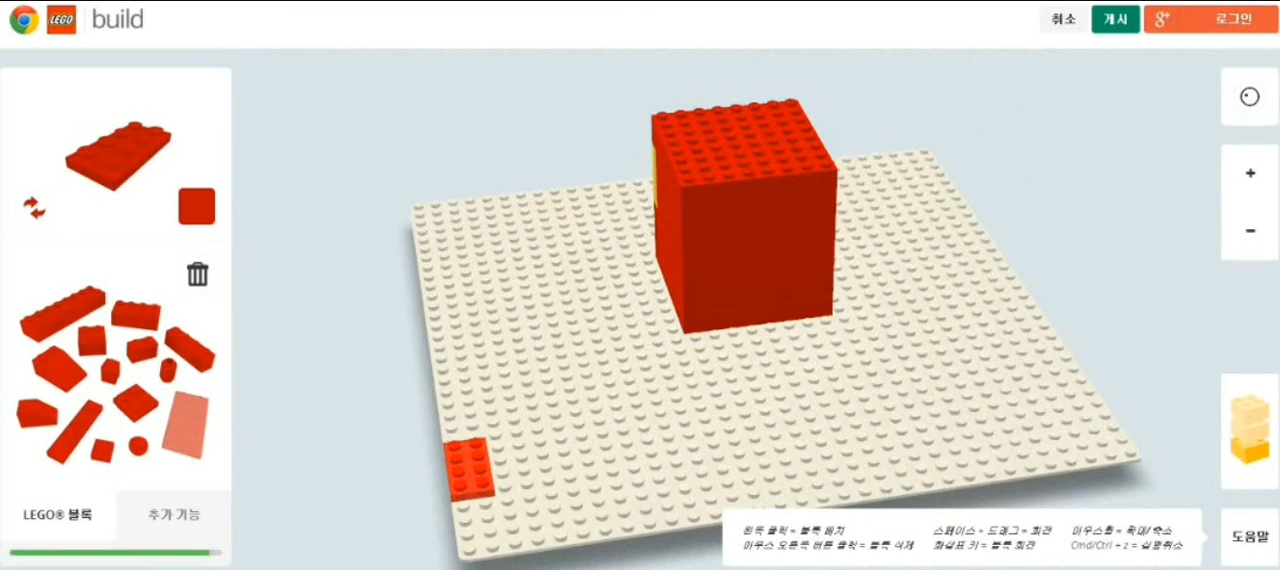 LEGO build
취소
게시
g+ 로그인
LEGO® 블록
추가 기능
왼쪽 클릭 = 블록 배치
마우스 오른쪽 버튼 클릭 = 블록 삭제
스페이스 + 드래그 = 회전
화살표 키 = 블록 회전
마우스휠 = 확대/축소
Cmd/Ctrl + z = 실행취소
도움말